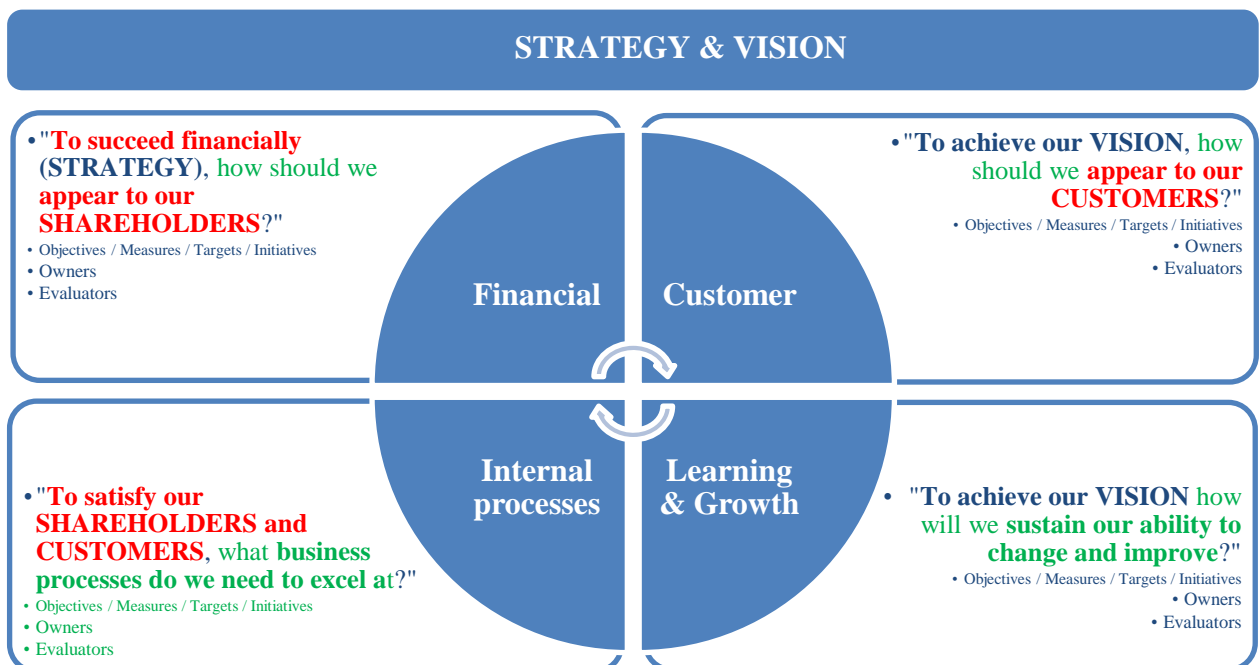 STRATEGY & VISION
•"To succeed financially
(STRATEGY), how should we
appear to our
SHAREHOLDERS?"
• Objectives / Measures / Targets / Initiatives
• Owners
• Evaluators
• "To achieve our VISION, how
should we appear to our
CUSTOMERS?"
• Objectives / Measures / Targets / Initiatives
• Owners
• Evaluators
Financial
Customer
Internal
processes
Learning
& Growth
•"To satisfy our
SHAREHOLDERS and
CUSTOMERS, what business
processes do we need to excel at?"
• Objectives / Measures / Targets / Initiatives
• Owners
• Evaluators
• "To achieve our VISION how
will we sustain our ability to
change and improve?"
• Objectives / Measures / Targets / Initiatives
• Owners
• Evaluators